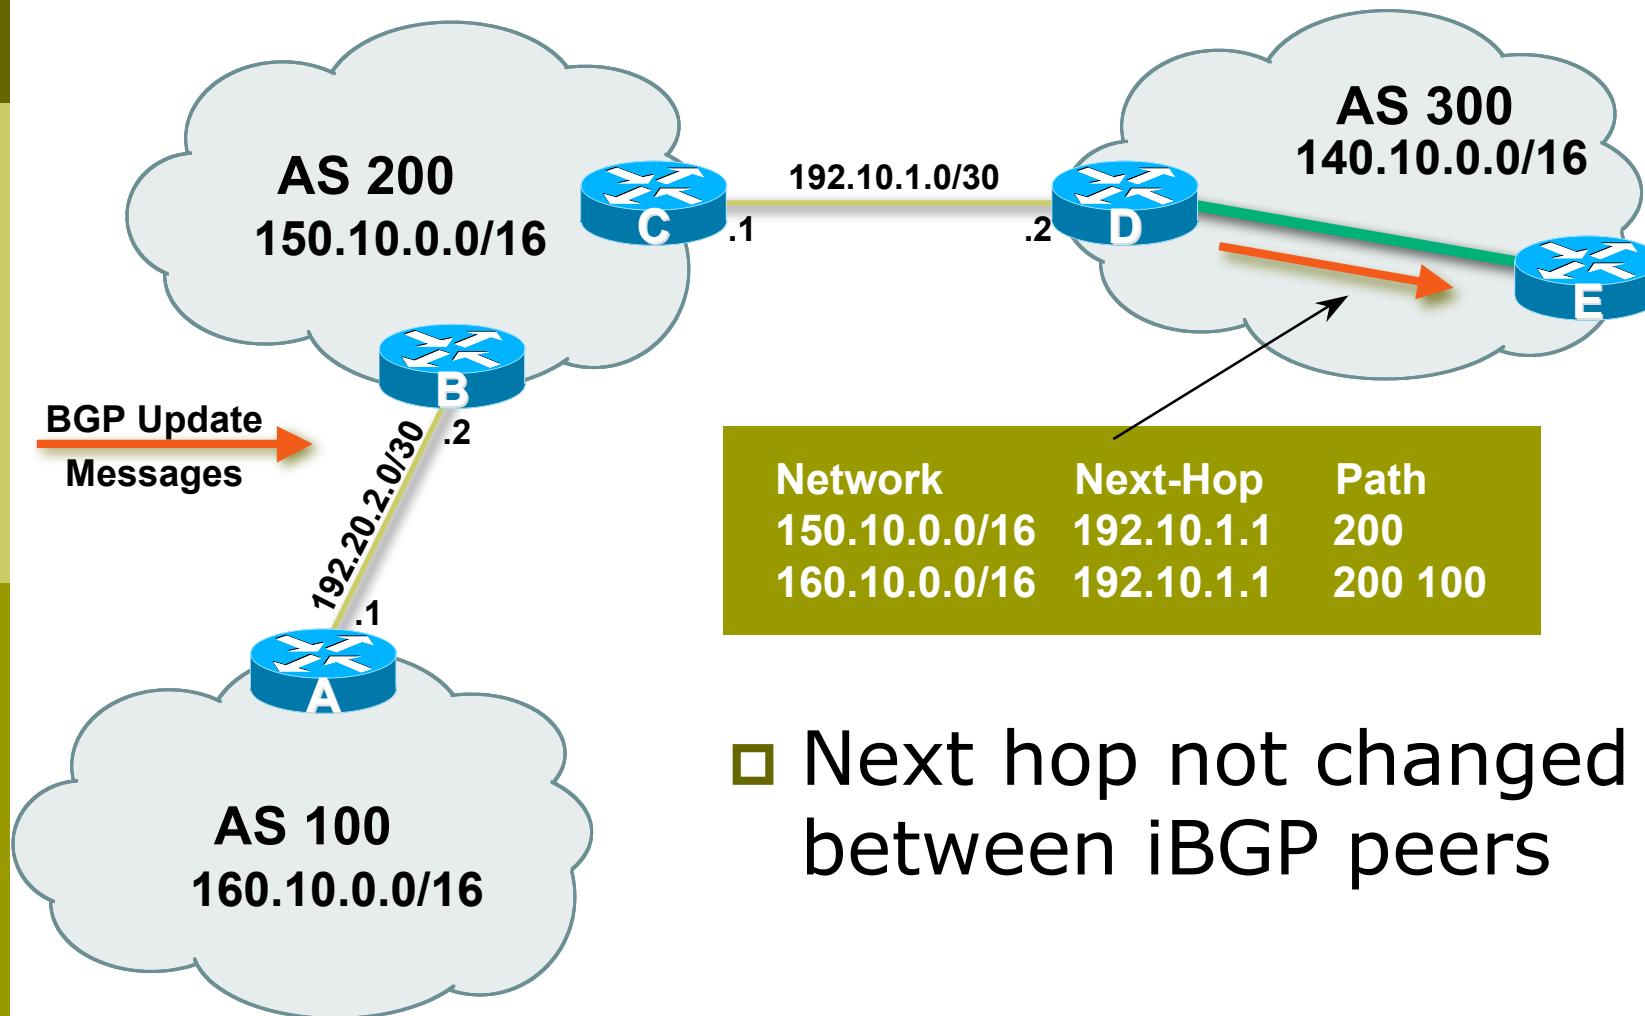 AS 300
140.10.0.0/16
AS 200
150.10.0.0/16
192.10.1.0/30
C
.1
.2
D
E
B
.2
BGP Update
Messages
192.20.2.0/30
.1
A
Network Next-Hop Path
150.10.0.0/16 192.10.1.1 200
160.10.0.0/16 192.10.1.1 200 100
AS 100
160.10.0.0/16
Next hop not changed
between iBGP peers